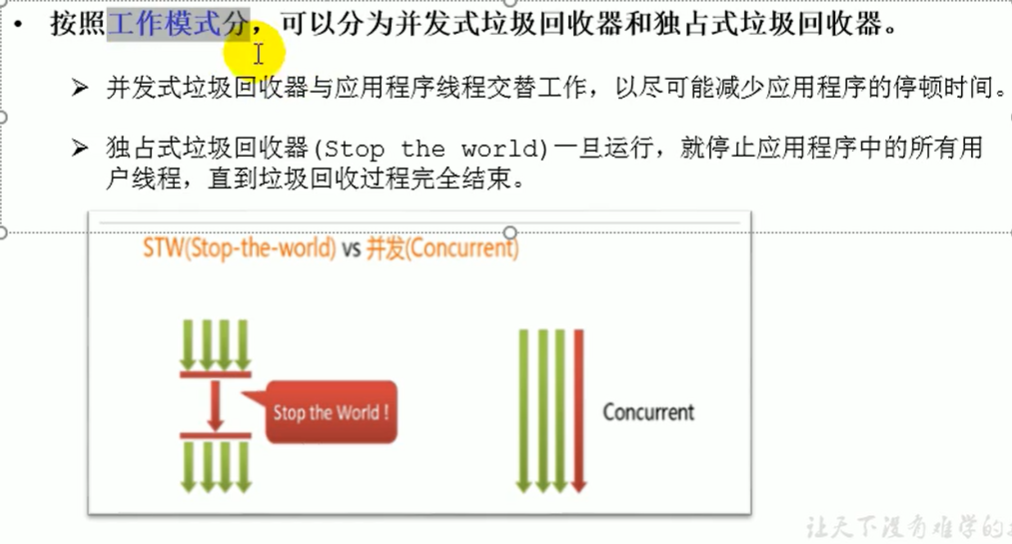 • 按照工作模式分，可以分为并发式垃圾回收器和独占式垃圾回收器。
➢ 并发式垃圾回收器与应用程序线程交替工作，以尽可能减少应用程序的停顿时间。
➢ 独占式垃圾回收器(Stop the world)一旦运行，就停止应用程序中的所有用
户线程，直到垃圾回收过程完全结束。
STW(Stop-the-world) vs 并发(Concurrent)
Stop the World !
Concurrent
让天下没有难学的